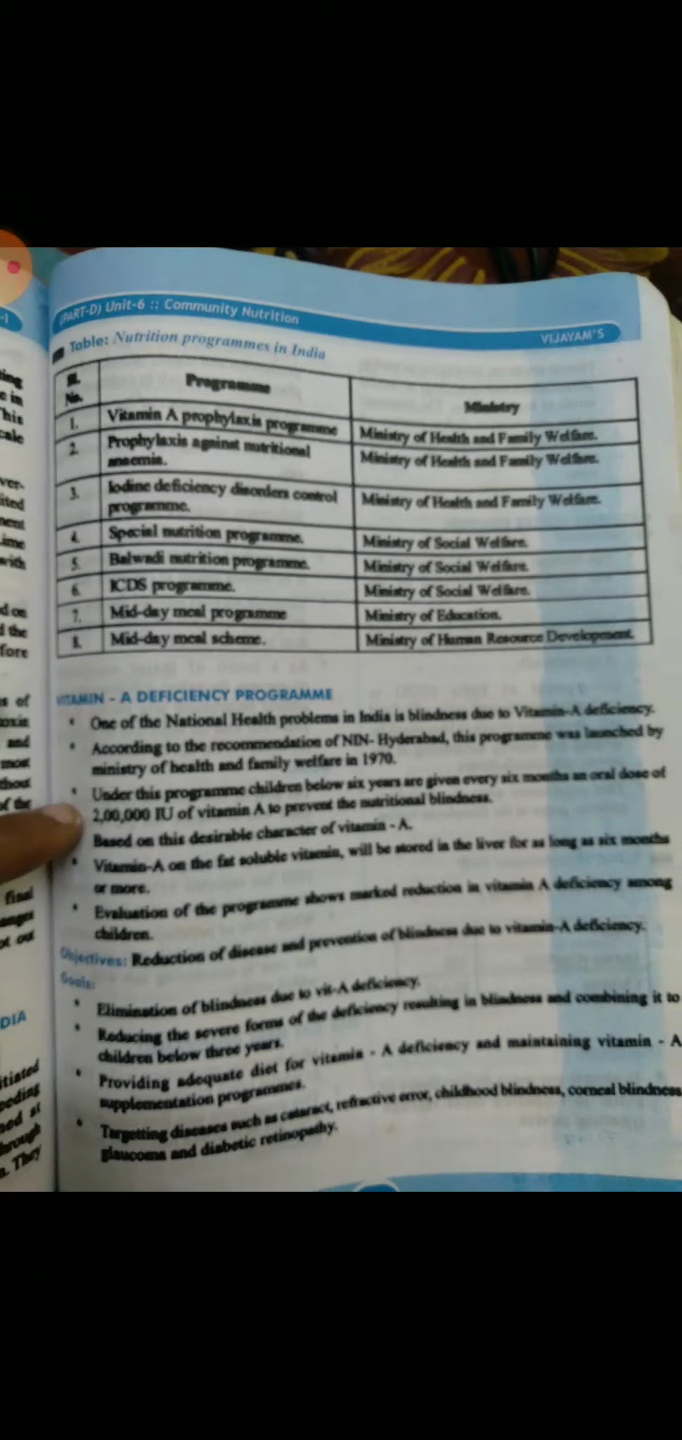 -I
(PART-D) Unit-6 :: Community Nutrition
VIJAYAM'S
Table: Nutrition programmes in India
Sl. No. Programme Ministry
1. Vitamin A prophylaxis programme Ministry of Health and Family Welfare.
2. Prophylaxis against nutritional Ministry of Health and Family Welfare.
anaemia.
3. Iodine deficiency disorders control Ministry of Health and Family Welfare.
programme.
4. Special nutrition programme. Ministry of Social Welfare.
5. Balwadi nutrition programme. Ministry of Social Welfare.
6. ICDS programme. Ministry of Social Welfare.
7. Mid-day meal programme Ministry of Education.
8. Mid-day meal scheme. Ministry of Human Resource Development.
VITAMIN - A DEFICIENCY PROGRAMME
* One of the National Health problems in India is blindness due to Vitamin-A deficiency.
* According to the recommendation of NIN- Hyderabad, this programme was launched by
ministry of health and family welfare in 1970.
* Under this programme children below six years are given every six months an oral dose of
2,00,000 IU of vitamin A to prevent the nutritional blindness.
Based on this desirable character of vitamin - A.
* Vitamin-A on the fat soluble vitamin, will be stored in the liver for as long as six months
or more.
* Evaluation of the programme shows marked reduction in vitamin A deficiency among
children.
Objectives: Reduction of disease and prevention of blindness due to vitamin-A deficiency.
Goals:
* Elimination of blindness due to vit-A deficiency.
* Reducing the severe forms of the deficiency resulting in blindness and combining it to
children below three years.
* Providing adequate diet for vitamin - A deficiency and maintaining vitamin - A
supplementation programmes.
* Targetting diseases such as cataract, refractive error, childhood blindness, corneal blindness
glaucoma and diabetic retinopathy.